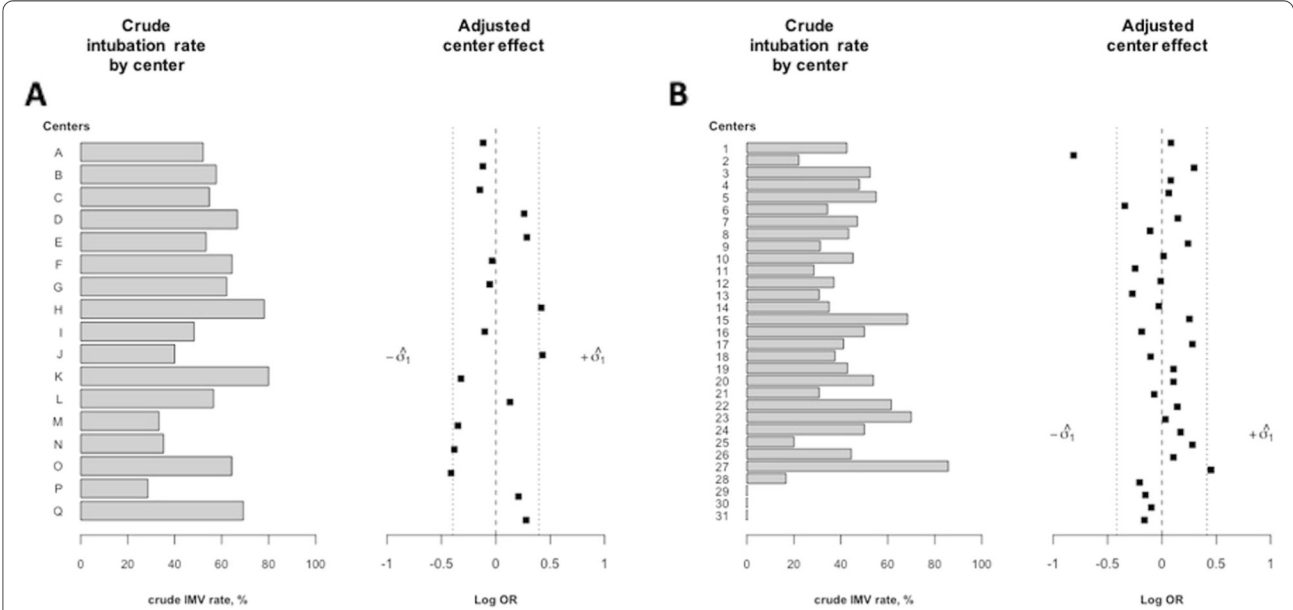 Crude
intubation rate
by center
Adjusted
center effect
Crude
intubation rate
by center
Adjusted
center effect
A
B
Centers
A
B
C
D
E
F
G
H
I
J
K
L
M
N
O
P
Q
0 20 40 60 80 100
crude IMV rate, %
−σ̂1
+σ̂1
-1 -0.5 0 0.5 1
Log OR
Centers
1
2
3
4
5
6
7
8
9
10
11
12
13
14
15
16
17
18
19
20
21
22
23
24
25
26
27
28
29
30
31
0 20 40 60 80 100
crude IMV rate, %
−σ̂1
+σ̂1
-1 -0.5 0 0.5 1
Log OR